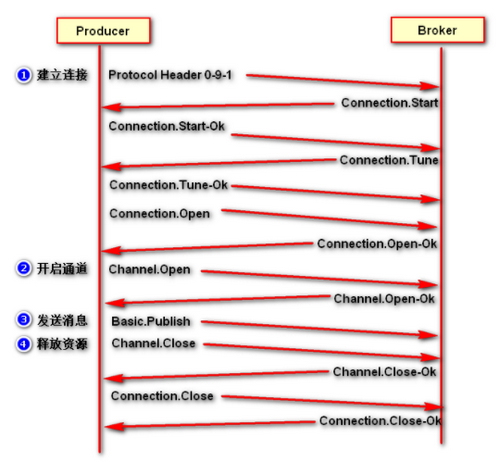 Producer
Broker
1 建立连接 Protocol Header 0-9-1
Connection.Start
Connection.Start-Ok
Connection.Tune
Connection.Tune-Ok
Connection.Open
Connection.Open-Ok
2 开启通道 Channel.Open
Channel.Open-Ok
3 发送消息 Basic.Publish
4 释放资源 Channel.Close
Channel.Close-Ok
Connection.Close
Connection.Close-Ok